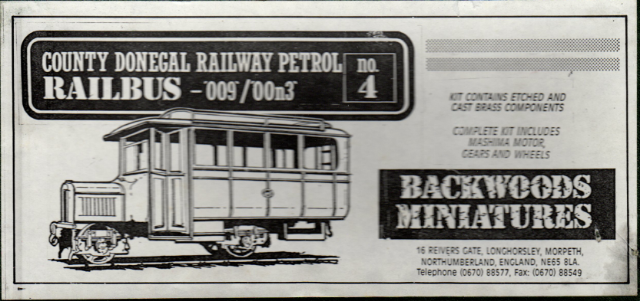 COUNTY DONEGAL RAILWAY PETROL
RAILBUS - "009"/"00n3"
no.
4
KIT CONTAINS ETCHED AND
CAST BRASS COMPONENTS
COMPLETE KIT INCLUDES
MASHIMA MOTOR,
GEARS AND WHEELS
BACKWOODS
MINIATURES
16 REIVERS GATE, LONGHORSLEY, MORPETH,
NORTHUMBERLAND, ENGLAND, NE65 8LA.
Telephone (0670) 88577, Fax: (0670) 88549